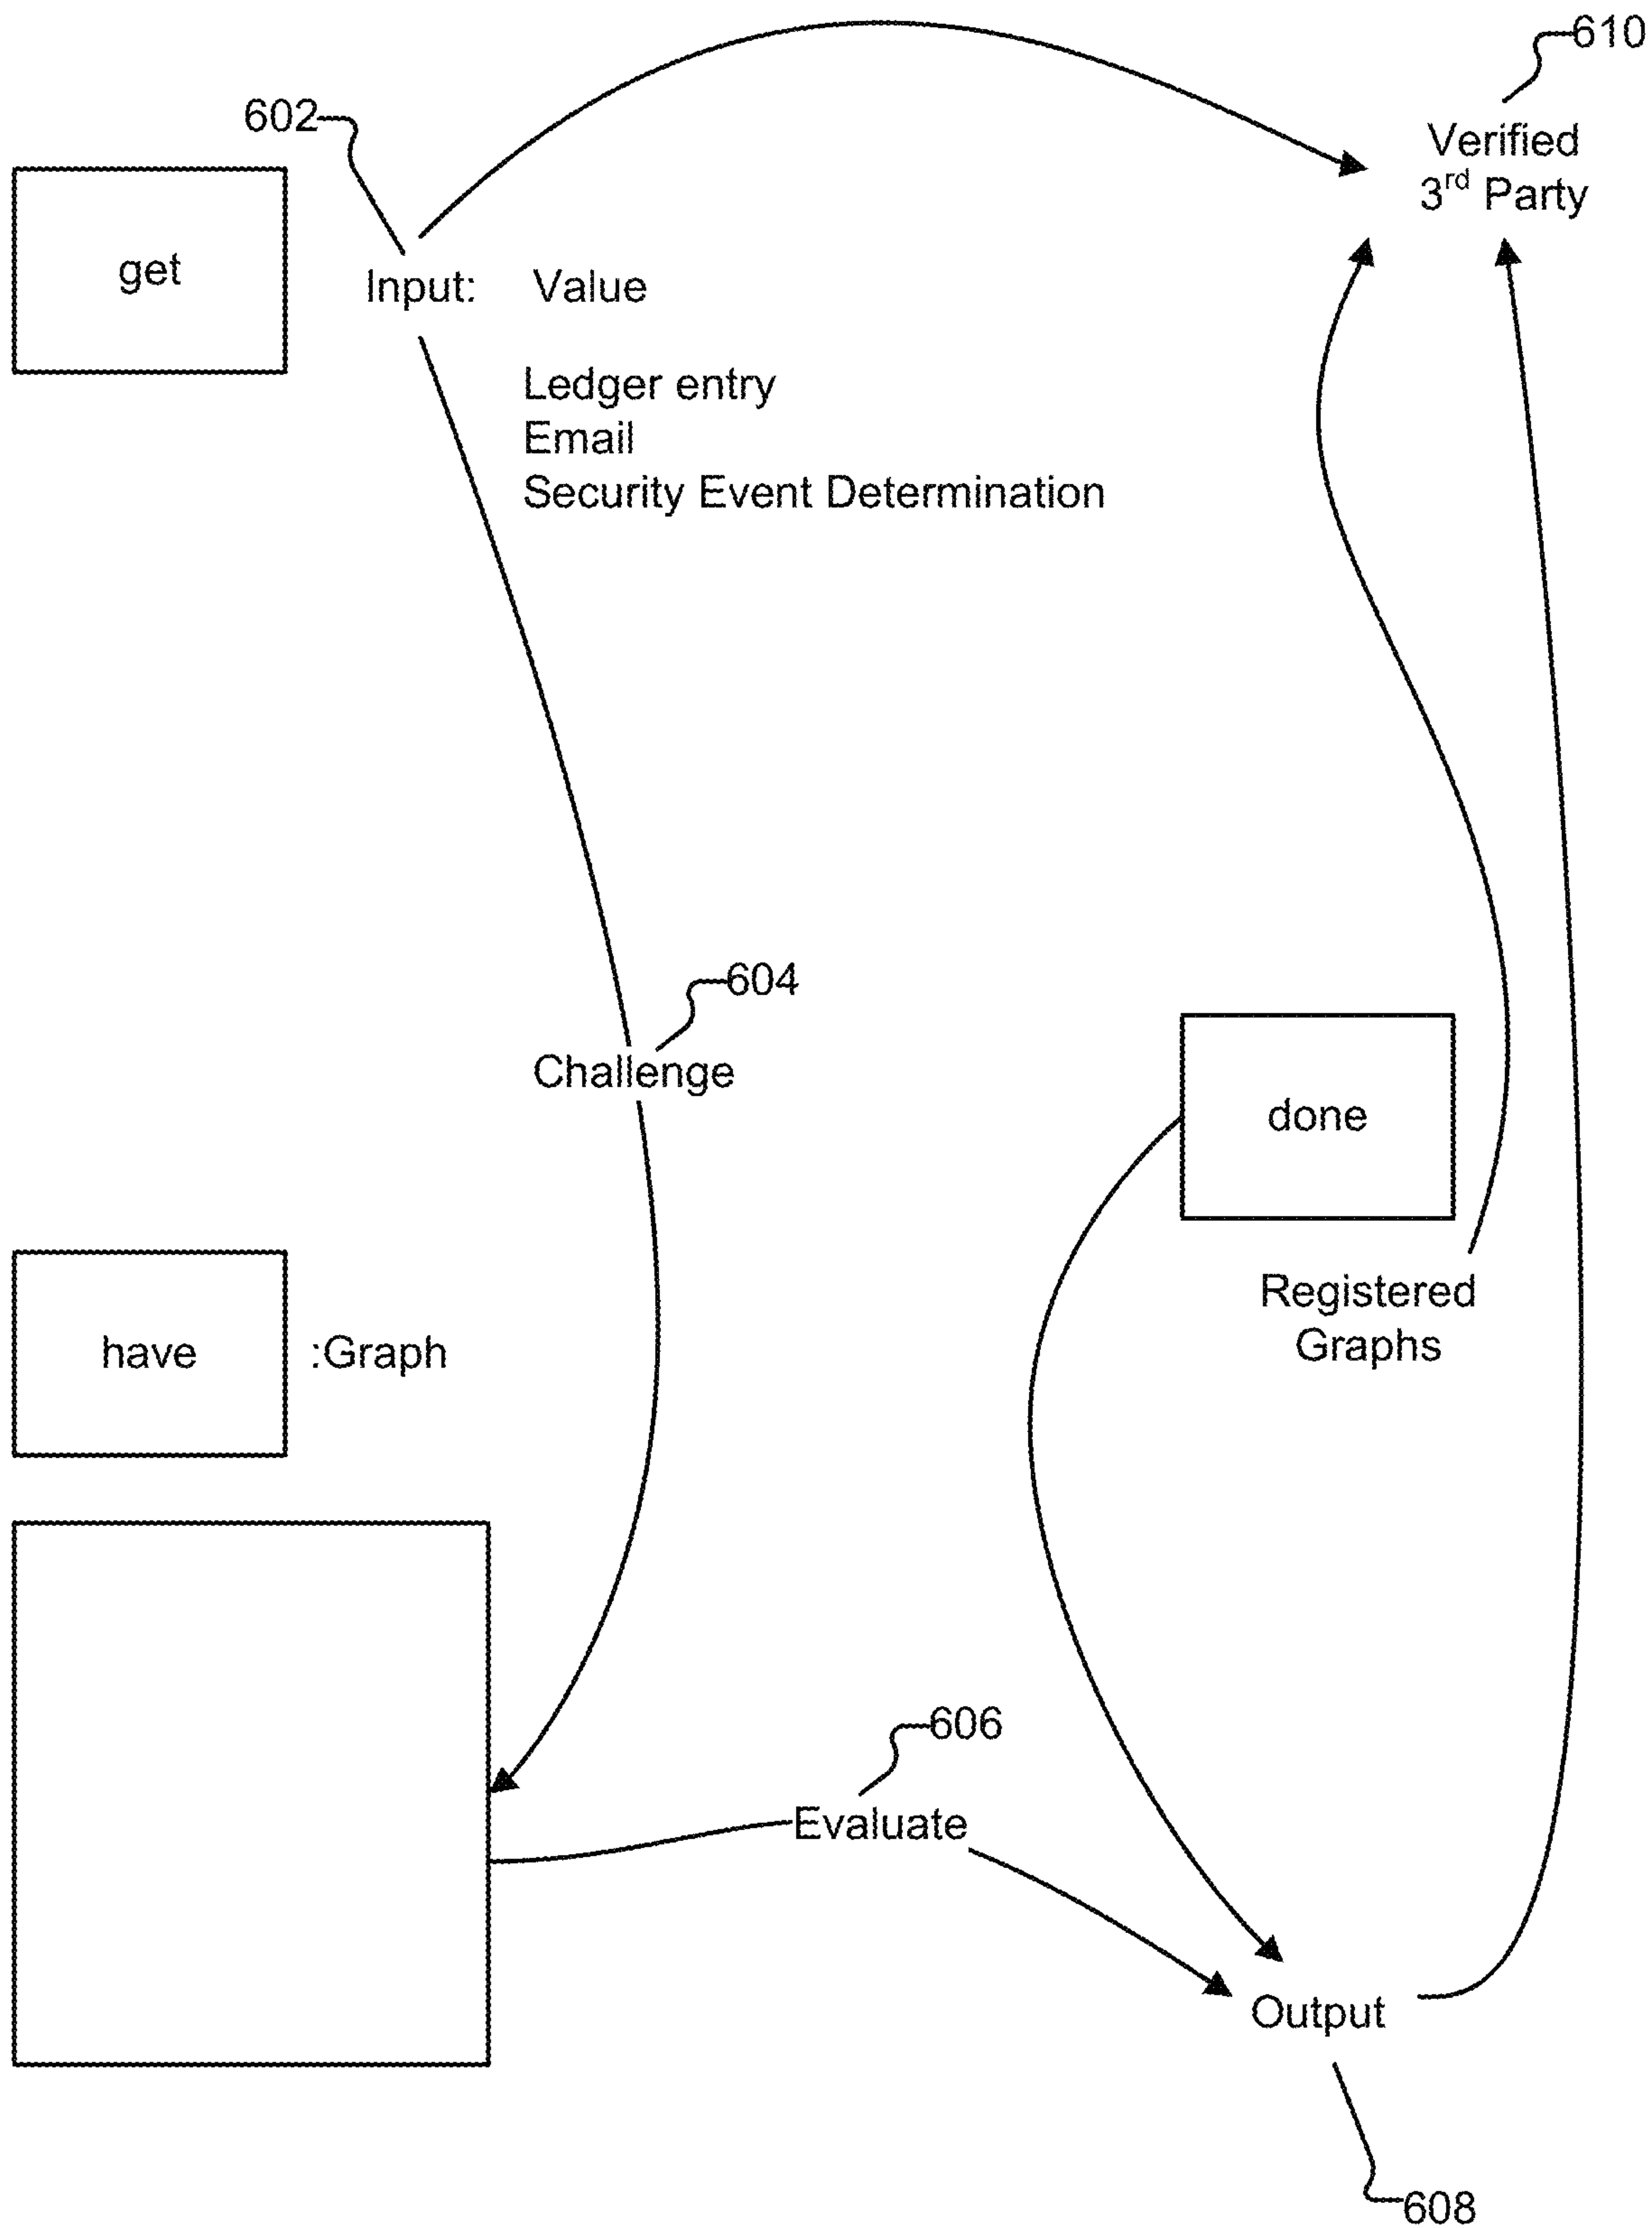 610
Verified
3rd Party
602
get
Input: Value
Ledger entry
Email
Security Event Determination
604
Challenge
done
Registered
Graphs
have
:Graph
606
Evaluate
Output
608